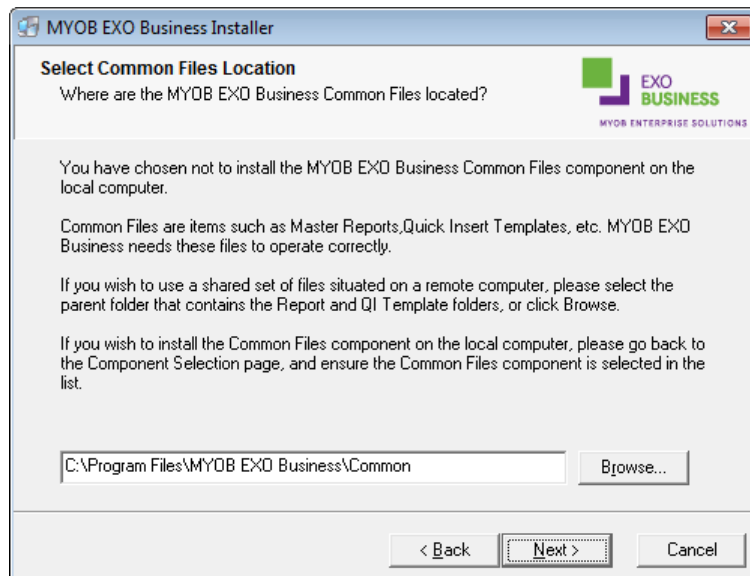 MYOB EXO Business Installer
Select Common Files Location
Where are the MYOB EXO Business Common Files located?
EXO
BUSINESS
MYOB ENTERPRISE SOLUTIONS
You have chosen not to install the MYOB EXO Business Common Files component on the
local computer.
Common Files are items such as Master Reports,Quick Insert Templates, etc. MYOB EXO
Business needs these files to operate correctly.
If you wish to use a shared set of files situated on a remote computer, please select the
parent folder that contains the Report and QI Template folders, or click Browse.
If you wish to install the Common Files component on the local computer, please go back to
the Component Selection page, and ensure the Common Files component is selected in the
list.
C:\Program Files\MYOB EXO Business\Common
Browse...
< Back
Next >
Cancel